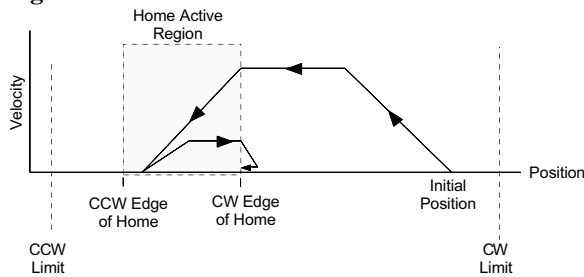 Home Active
Region
Velocity
Position
CCW Edge
of Home
CW Edge
of Home
Initial
Position
CCW
Limit
CW
Limit